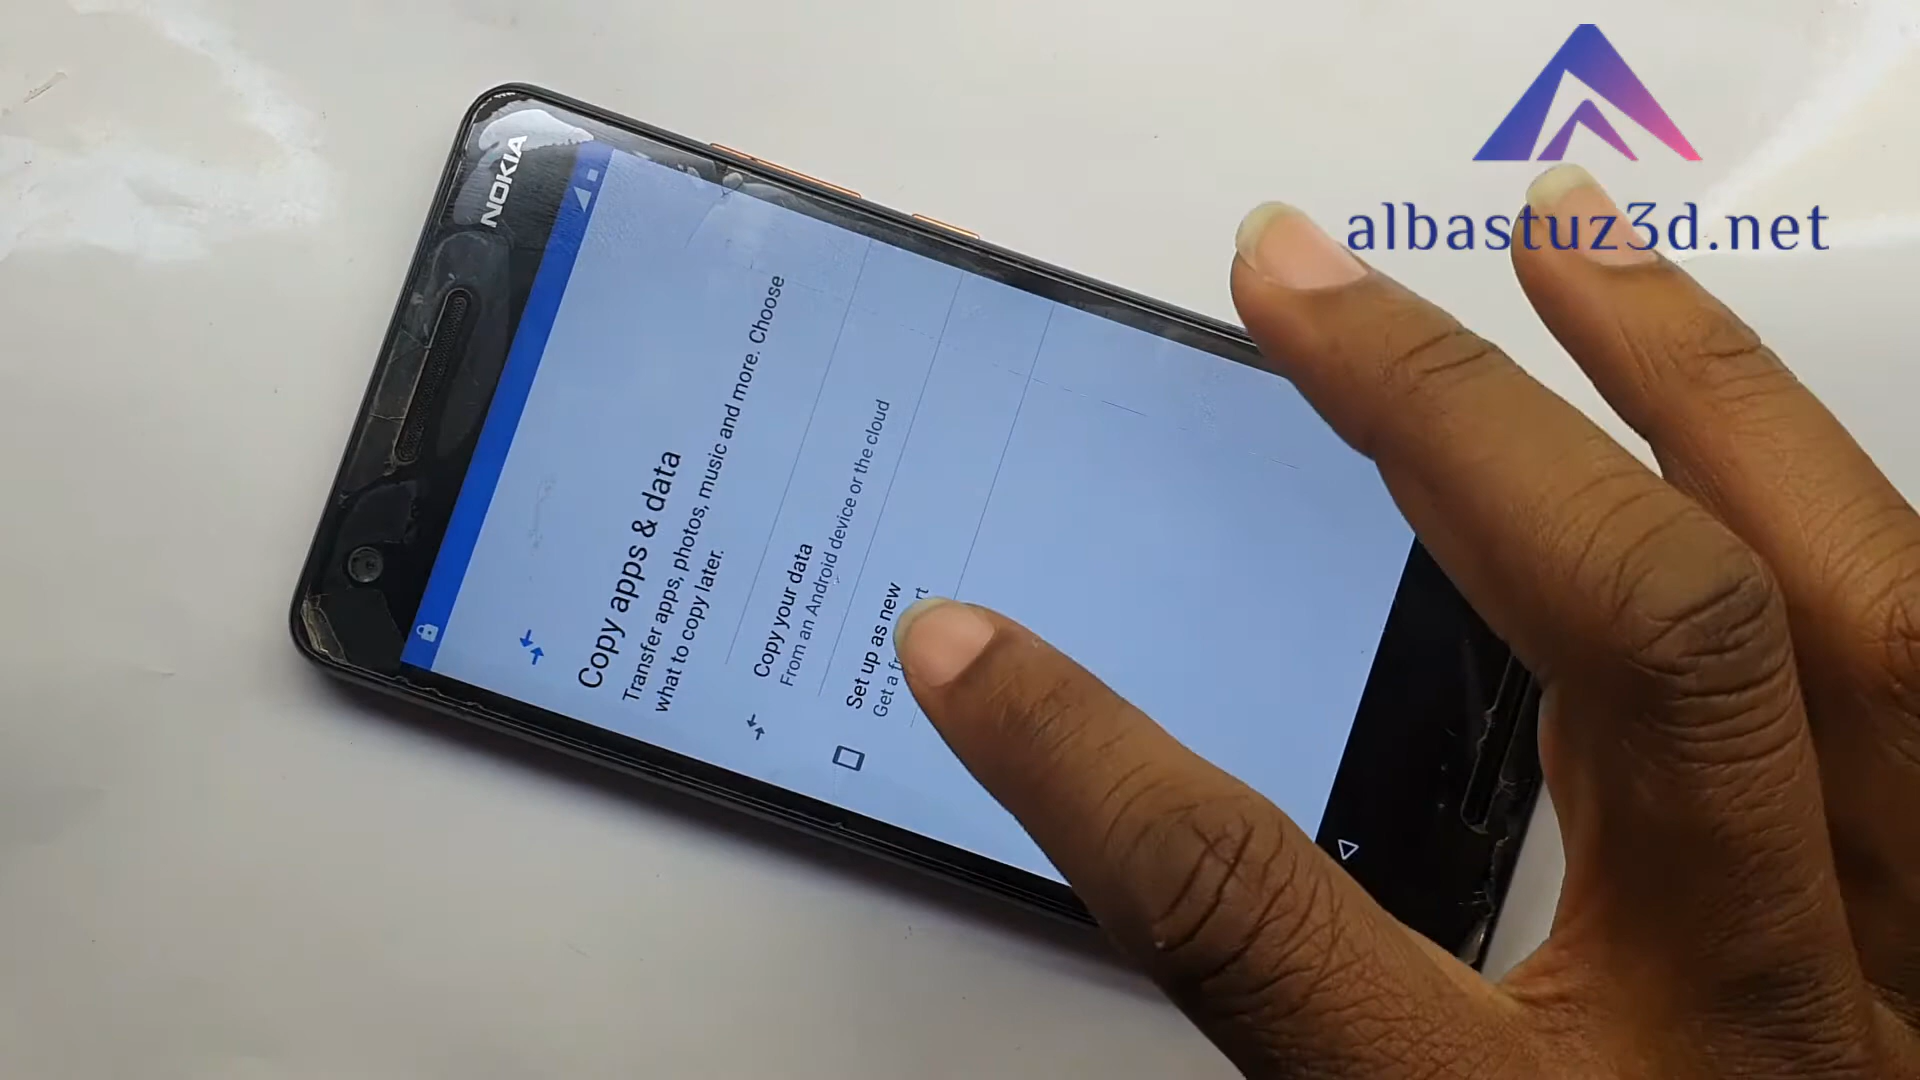 albastuz3d.net
NOKIA
Copy apps & data
Transfer apps, photos, music and more. Choose
what to copy later.
Copy your data
From an Android device or the cloud
Set up as new
Get a